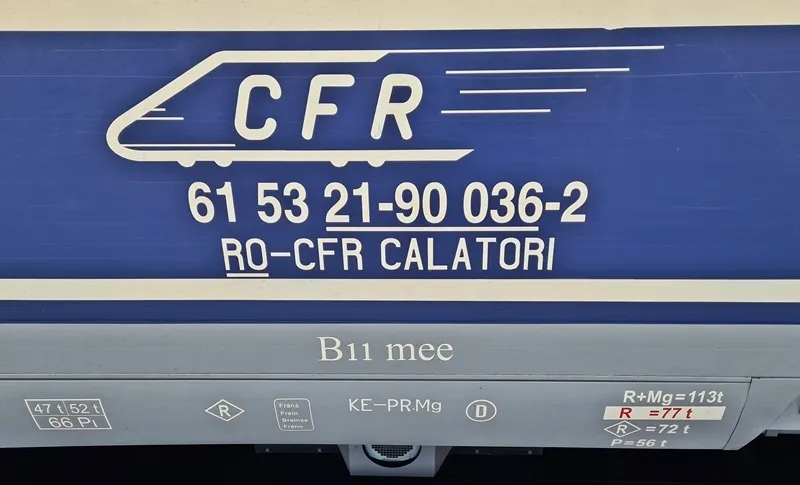 CFR
61 53 21-90 036-2
RO-CFR CALATORI
B11 mee
47 t 52 t
66 P1
R
Frână
Frein
Bremse
Freno
KE-PR.Mg
D
R+Mg=113t
R =77 t
R =72 t
P=56 t